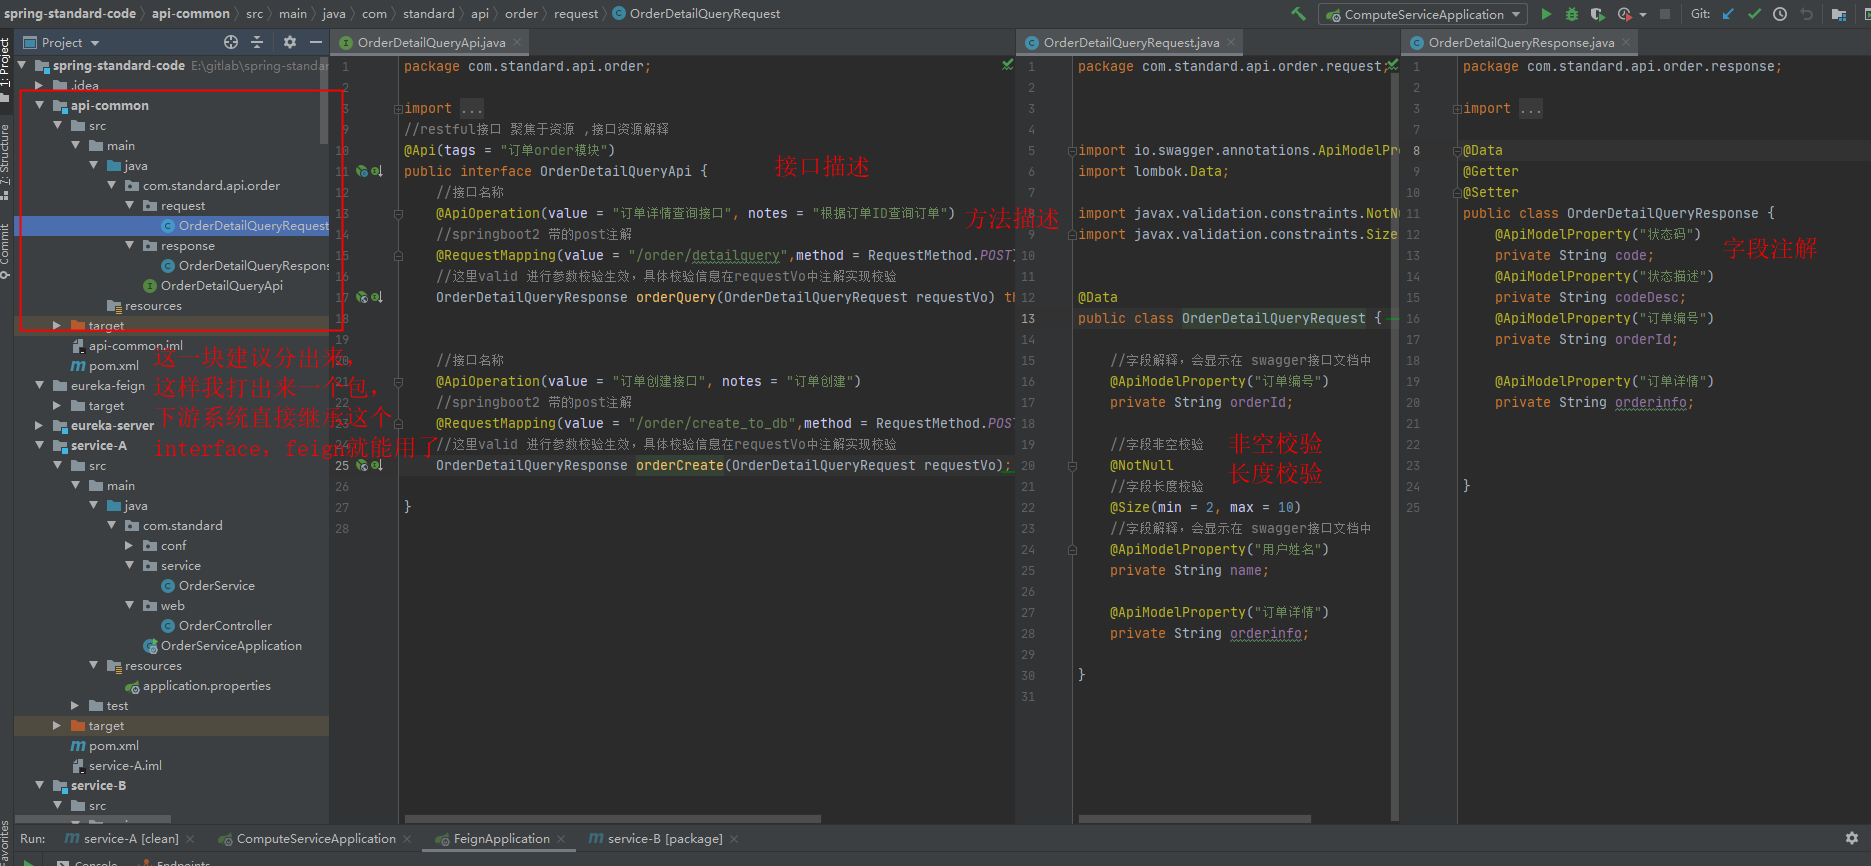 spring-standard-code api-common src main java com standard api order request OrderDetailQueryRequest
ComputeServiceApplication Git:
Project
OrderDetailQueryApi.java
OrderDetailQueryRequest.java
OrderDetailQueryResponse.java
1: Project
7: Structure
Commit
Favorites
spring-standard-code E:\gitlab\spring-standar
.idea
api-common
src
main
java
com.standard.api.order
request
OrderDetailQueryRequest
response
OrderDetailQueryRespon
OrderDetailQueryApi
resources
target
api-common.iml
pom.xml
eureka-feign
target
eureka-server
service-A
src
main
java
com.standard
conf
service
OrderService
web
OrderController
OrderServiceApplication
resources
application.properties
test
target
pom.xml
service-A.iml
service-B
src
这一块建议分出来，
这样我打出来一个包，
下游系统直接继承这个
interface，feign就能用了
1 package com.standard.api.order;
2
3 import ...
9 //restful接口 聚焦于资源 ,接口资源解释
10 @Api(tags = "订单order模块")
11 public interface OrderDetailQueryApi {
接口描述
12 //接口名称
13 @ApiOperation(value = "订单详情查询接口", notes = "根据订单ID查询订单")
方法描述
14 //springboot2 带的post注解
15 @RequestMapping(value = "/order/detailquery",method = RequestMethod.POST)
16 //这里valid 进行参数校验生效，具体校验信息在requestVo中注解实现校验
17 OrderDetailQueryResponse orderQuery(OrderDetailQueryRequest requestVo) th
18
19
20 //接口名称
21 @ApiOperation(value = "订单创建接口", notes = "订单创建")
22 //springboot2 带的post注解
23 @RequestMapping(value = "/order/create_to_db",method = RequestMethod.POS
24 //这里valid 进行参数校验生效，具体校验信息在requestVo中注解实现校验
25 OrderDetailQueryResponse orderCreate(OrderDetailQueryRequest requestVo);
26
27 }
28
1 package com.standard.api.order.request;
2
3
4
5 import io.swagger.annotations.ApiModelPr
6 import lombok.Data;
7
8 import javax.validation.constraints.NotNu
9 import javax.validation.constraints.Size
10
11
12 @Data
13 public class OrderDetailQueryRequest {
14
15 //字段解释，会显示在 swagger接口文档中
16 @ApiModelProperty("订单编号")
17 private String orderId;
18
19 //字段非空校验
非空校验
20 @NotNull
21 //字段长度校验
长度校验
22 @Size(min = 2, max = 10)
23 //字段解释，会显示在 swagger接口文档中
24 @ApiModelProperty("用户姓名")
25 private String name;
26
27 @ApiModelProperty("订单详情")
28 private String orderinfo;
29
30 }
31
1 package com.standard.api.order.response;
2
3 import ...
7
8 @Data
9 @Getter
10 @Setter
11 public class OrderDetailQueryResponse {
12 @ApiModelProperty("状态码")
字段注解
13 private String code;
14 @ApiModelProperty("状态描述")
15 private String codeDesc;
16 @ApiModelProperty("订单编号")
17 private String orderId;
18
19 @ApiModelProperty("订单详情")
20 private String orderinfo;
21
22
23
24 }
25
Run: service-A [clean] ComputeServiceApplication FeignApplication service-B [package]
Console Endpoints